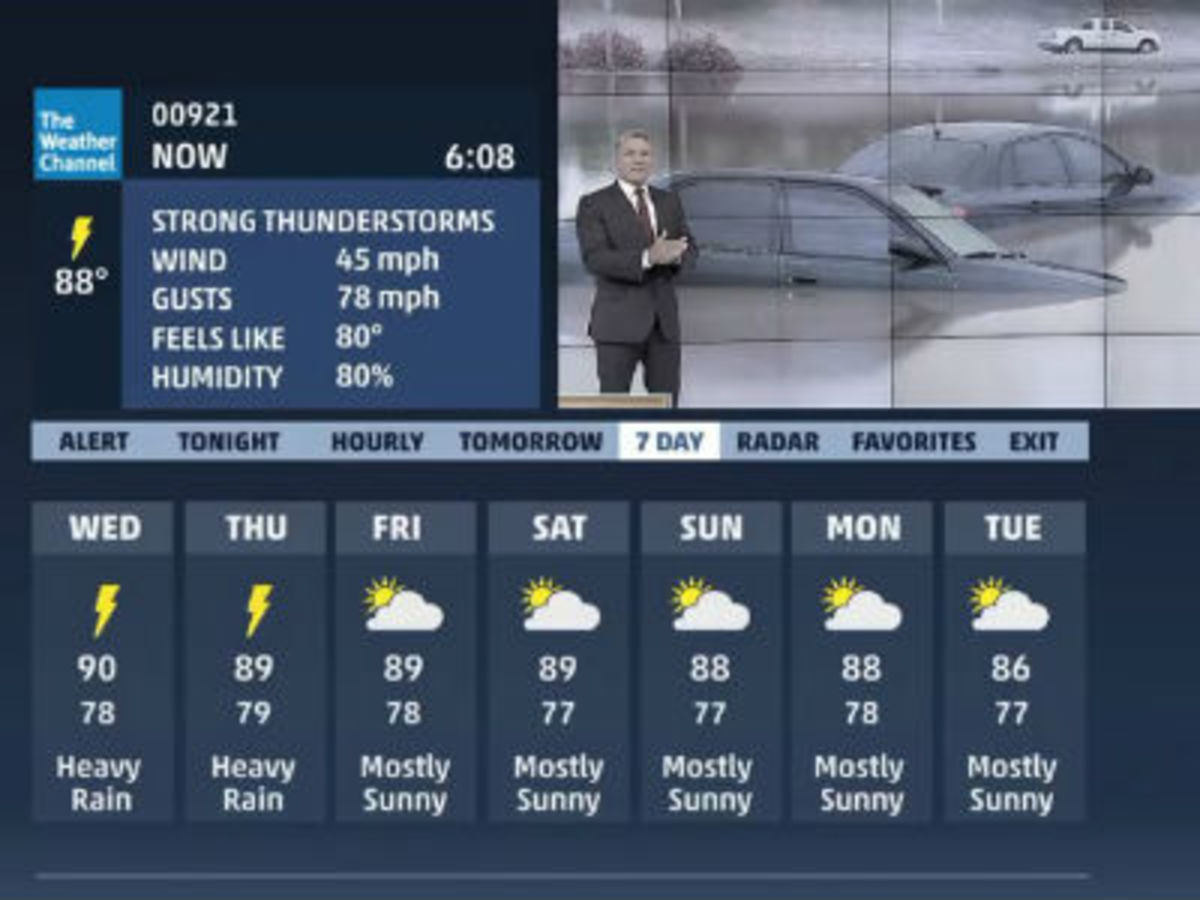 The
Weather
Channel
00921
NOW 6:08
88°
STRONG THUNDERSTORMS
WIND 45 mph
GUSTS 78 mph
FEELS LIKE 80°
HUMIDITY 80%
ALERT TONIGHT HOURLY TOMORROW 7 DAY RADAR FAVORITES EXIT
WED THU FRI SAT SUN MON TUE
90 89 89 89 88 88 86
78 79 78 77 77 78 77
Heavy Heavy Mostly Mostly Mostly Mostly Mostly
Rain Rain Sunny Sunny Sunny Sunny Sunny